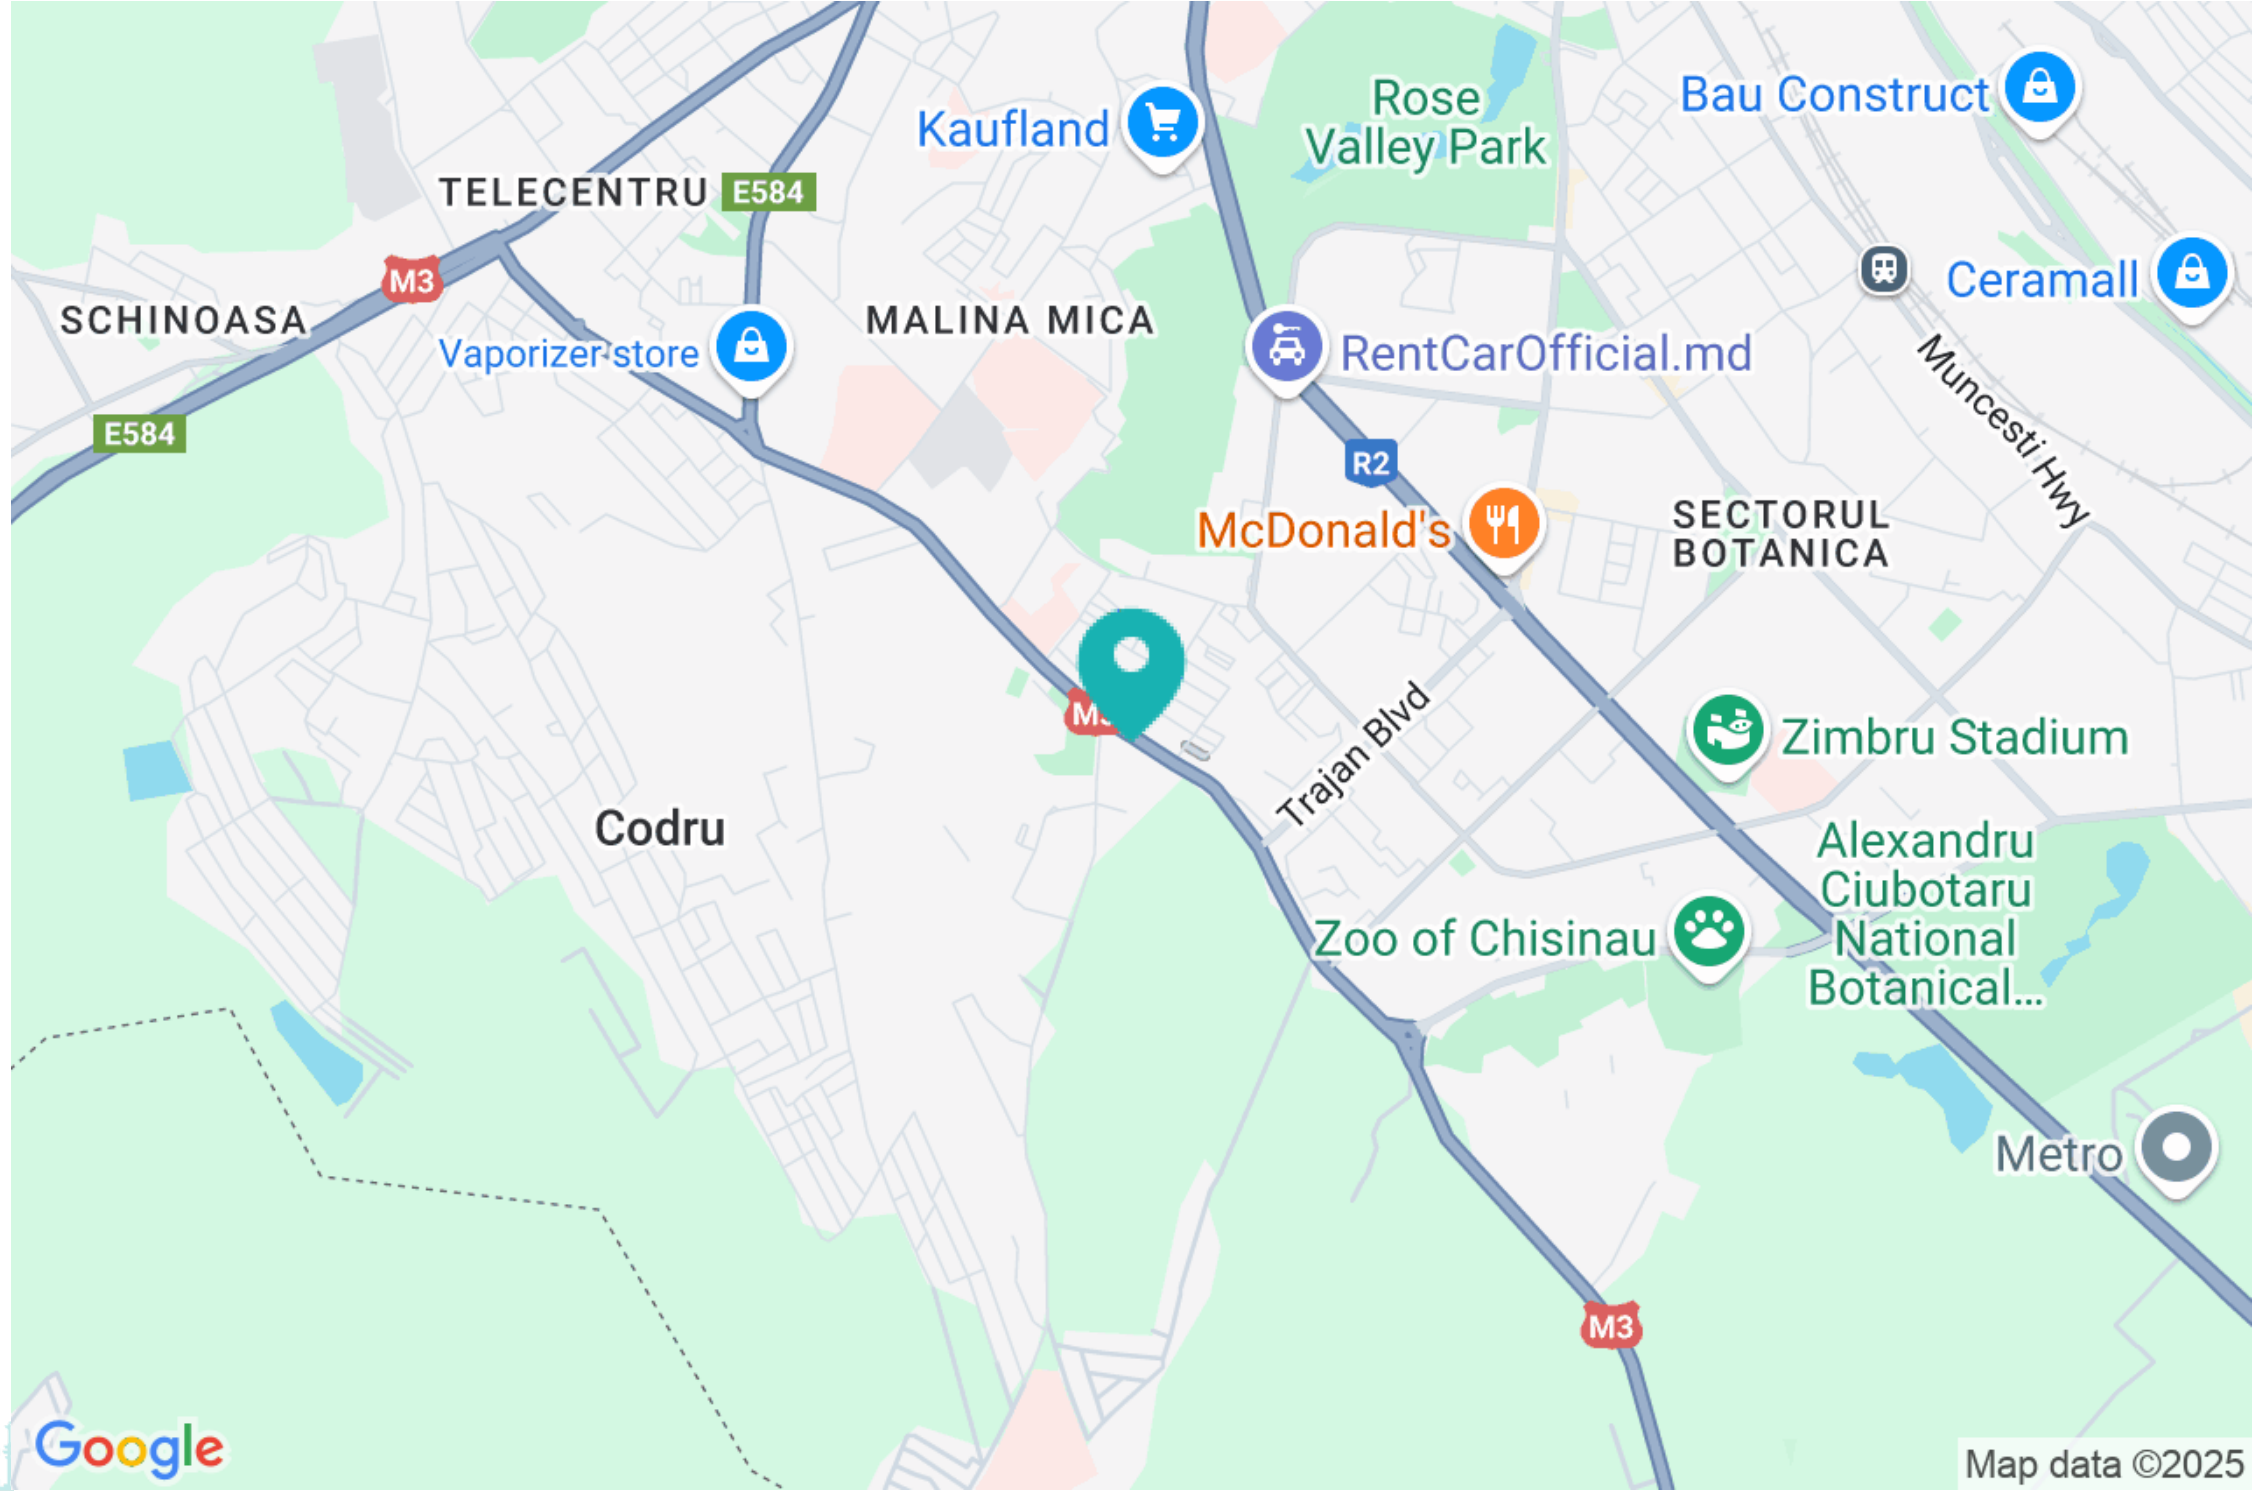 Rose
Valley Park
Bau Construct
Kaufland
TELECENTRU
E584
M3
Ceramall
SCHINOASA
MALINA MICA
Vaporizer store
RentCarOfficial.md
Muncesti Hwy
E584
R2
McDonald's
SECTORUL
BOTANICA
Trajan Blvd
Zimbru Stadium
Codru
Alexandru
Ciubotaru
National
Botanical...
Zoo of Chisinau
Metro
M3
Google
Map data ©2025